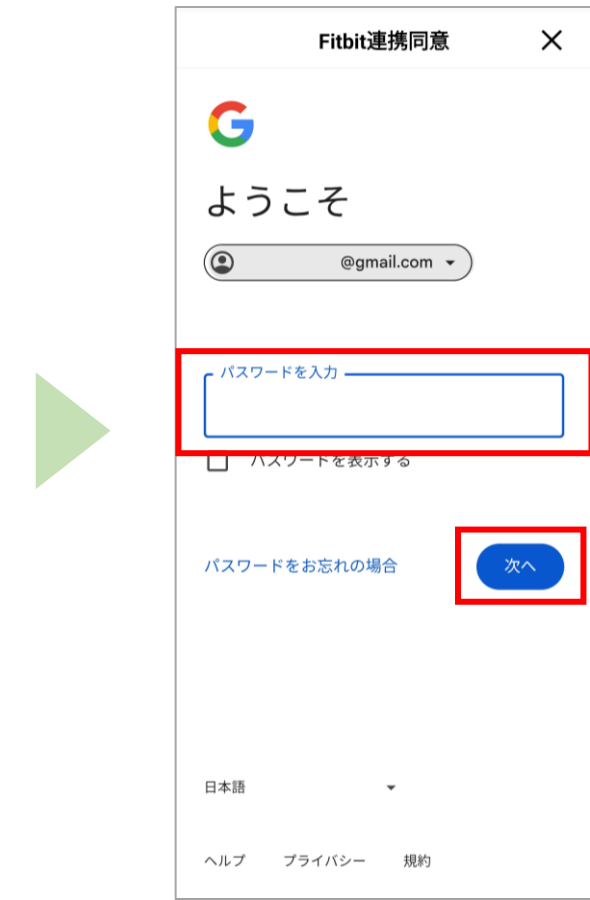 Fitbit連携同意
ようこそ
@gmail.com
パスワードを入力
パスワードを表示する
パスワードをお忘れの場合
次へ
日本語
ヘルプ プライバシー 規約